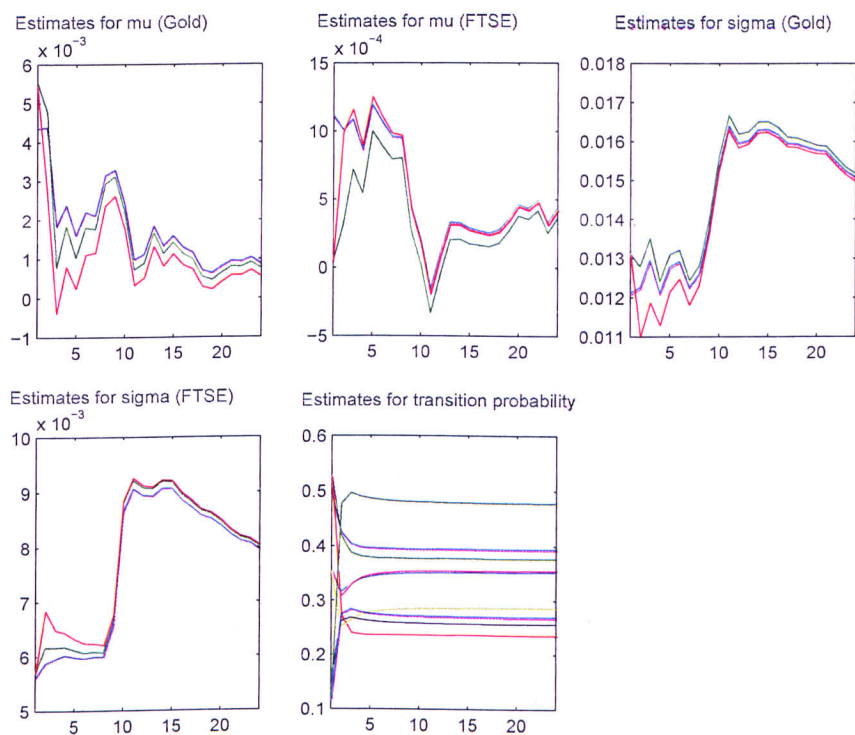 Estimates for mu (Gold)
x 10⁻³
6
5
4
3
2
1
0
−1
5 10 15 20
Estimates for mu (FTSE)
x 10⁻⁴
15
10
5
0
−5
5 10 15 20
Estimates for sigma (Gold)
0.018
0.017
0.016
0.015
0.014
0.013
0.012
0.011
5 10 15 20
Estimates for sigma (FTSE)
x 10⁻³
10
9
8
7
6
5
5 10 15 20
Estimates for transition probability
0.6
0.5
0.4
0.3
0.2
0.1
5 10 15 20